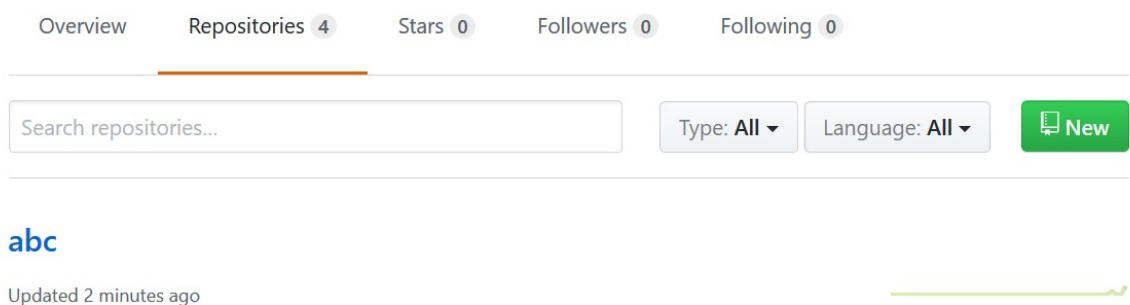 Overview Repositories 4 Stars 0 Followers 0 Following 0
Search repositories... Type: All Language: All New
abc
Updated 2 minutes ago